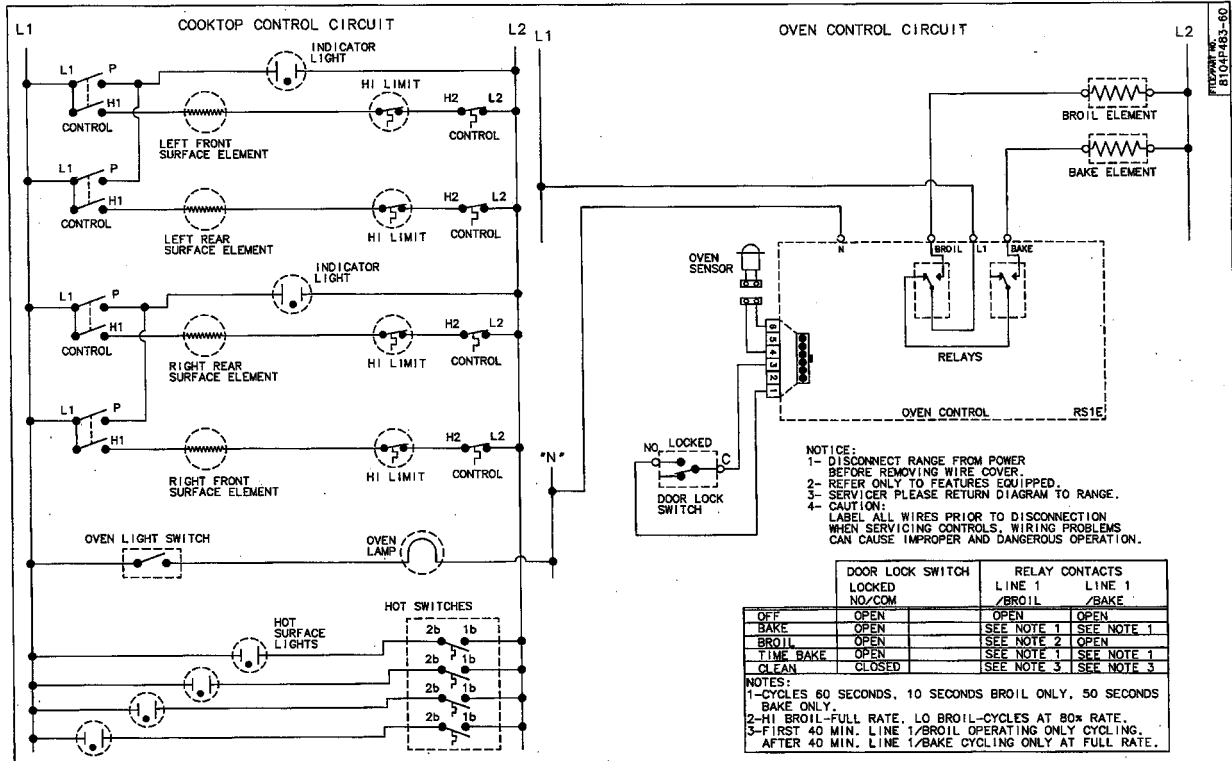 COOKTOP CONTROL CIRCUIT
OVEN CONTROL CIRCUIT
8104P483-60
L1
L2
L1
L2
INDICATOR
LIGHT
L1
P
H1
CONTROL
LEFT FRONT
SURFACE ELEMENT
HI LIMIT
H2
L2
CONTROL
L1
P
H1
CONTROL
LEFT REAR
SURFACE ELEMENT
HI LIMIT
H2
L2
CONTROL
INDICATOR
LIGHT
L1
P
H1
CONTROL
RIGHT REAR
SURFACE ELEMENT
HI LIMIT
H2
L2
CONTROL
L1
P
H1
RIGHT FRONT
SURFACE ELEMENT
HI LIMIT
H2
L2
CONTROL
"N"
OVEN LIGHT SWITCH
OVEN
LAMP
HOT SWITCHES
HOT
SURFACE
LIGHTS
2b 1b
2b 1b
2b 1b
2b 1b
BROIL ELEMENT
BAKE ELEMENT
OVEN
SENSOR
N
BROIL
L1
BAKE
RELAYS
6
5
4
3
2
1
OVEN CONTROL
RS1E
NO
LOCKED
C
DOOR LOCK
SWITCH
NOTICE:
1- DISCONNECT RANGE FROM POWER
BEFORE REMOVING WIRE COVER.
2- REFER ONLY TO FEATURES EQUIPPED.
3- SERVICER PLEASE RETURN DIAGRAM TO RANGE.
4- CAUTION:
LABEL ALL WIRES PRIOR TO DISCONNECTION
WHEN SERVICING CONTROLS. WIRING PROBLEMS
CAN CAUSE IMPROPER AND DANGEROUS OPERATION.
DOOR LOCK SWITCH RELAY CONTACTS
LOCKED LINE 1 LINE 1
NO/COM /BROIL /BAKE
OFF OPEN OPEN OPEN
BAKE OPEN SEE NOTE 1 SEE NOTE 1
BROIL OPEN SEE NOTE 2 OPEN
TIME BAKE OPEN SEE NOTE 1 SEE NOTE 1
CLEAN CLOSED SEE NOTE 3 SEE NOTE 3
NOTES:
1-CYCLES 60 SECONDS, 10 SECONDS BROIL ONLY, 50 SECONDS
BAKE ONLY.
2-HI BROIL-FULL RATE. LO BROIL-CYCLES AT 80% RATE.
3-FIRST 40 MIN. LINE 1/BROIL OPERATING ONLY CYCLING.
AFTER 40 MIN. LINE 1/BAKE CYCLING ONLY AT FULL RATE.